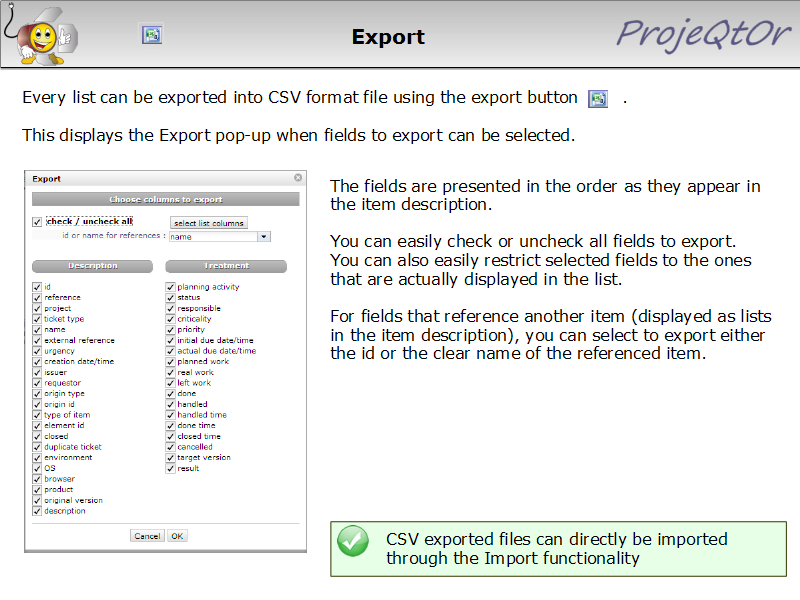 Export
ProjeQtOr
Every list can be exported into CSV format file using the export button .
This displays the Export pop-up when fields to export can be selected.
Export
Choose columns to export
check / uncheck all
select list columns
id or name for references : name
Description
id
reference
project
ticket type
name
external reference
urgency
creation date/time
issuer
requestor
origin type
origin id
type of item
element id
closed
duplicate ticket
environment
OS
browser
product
original version
description
Treatment
planning activity
status
responsible
criticality
priority
initial due date/time
actual due date/time
planned work
real work
left work
done
handled
handled time
done time
closed time
cancelled
target version
result
Cancel
OK
The fields are presented in the order as they appear in
the item description.
You can easily check or uncheck all fields to export.
You can also easily restrict selected fields to the ones
that are actually displayed in the list.
For fields that reference another item (displayed as lists
in the item description), you can select to export either
the id or the clear name of the referenced item.
CSV exported files can directly be imported
through the Import functionality